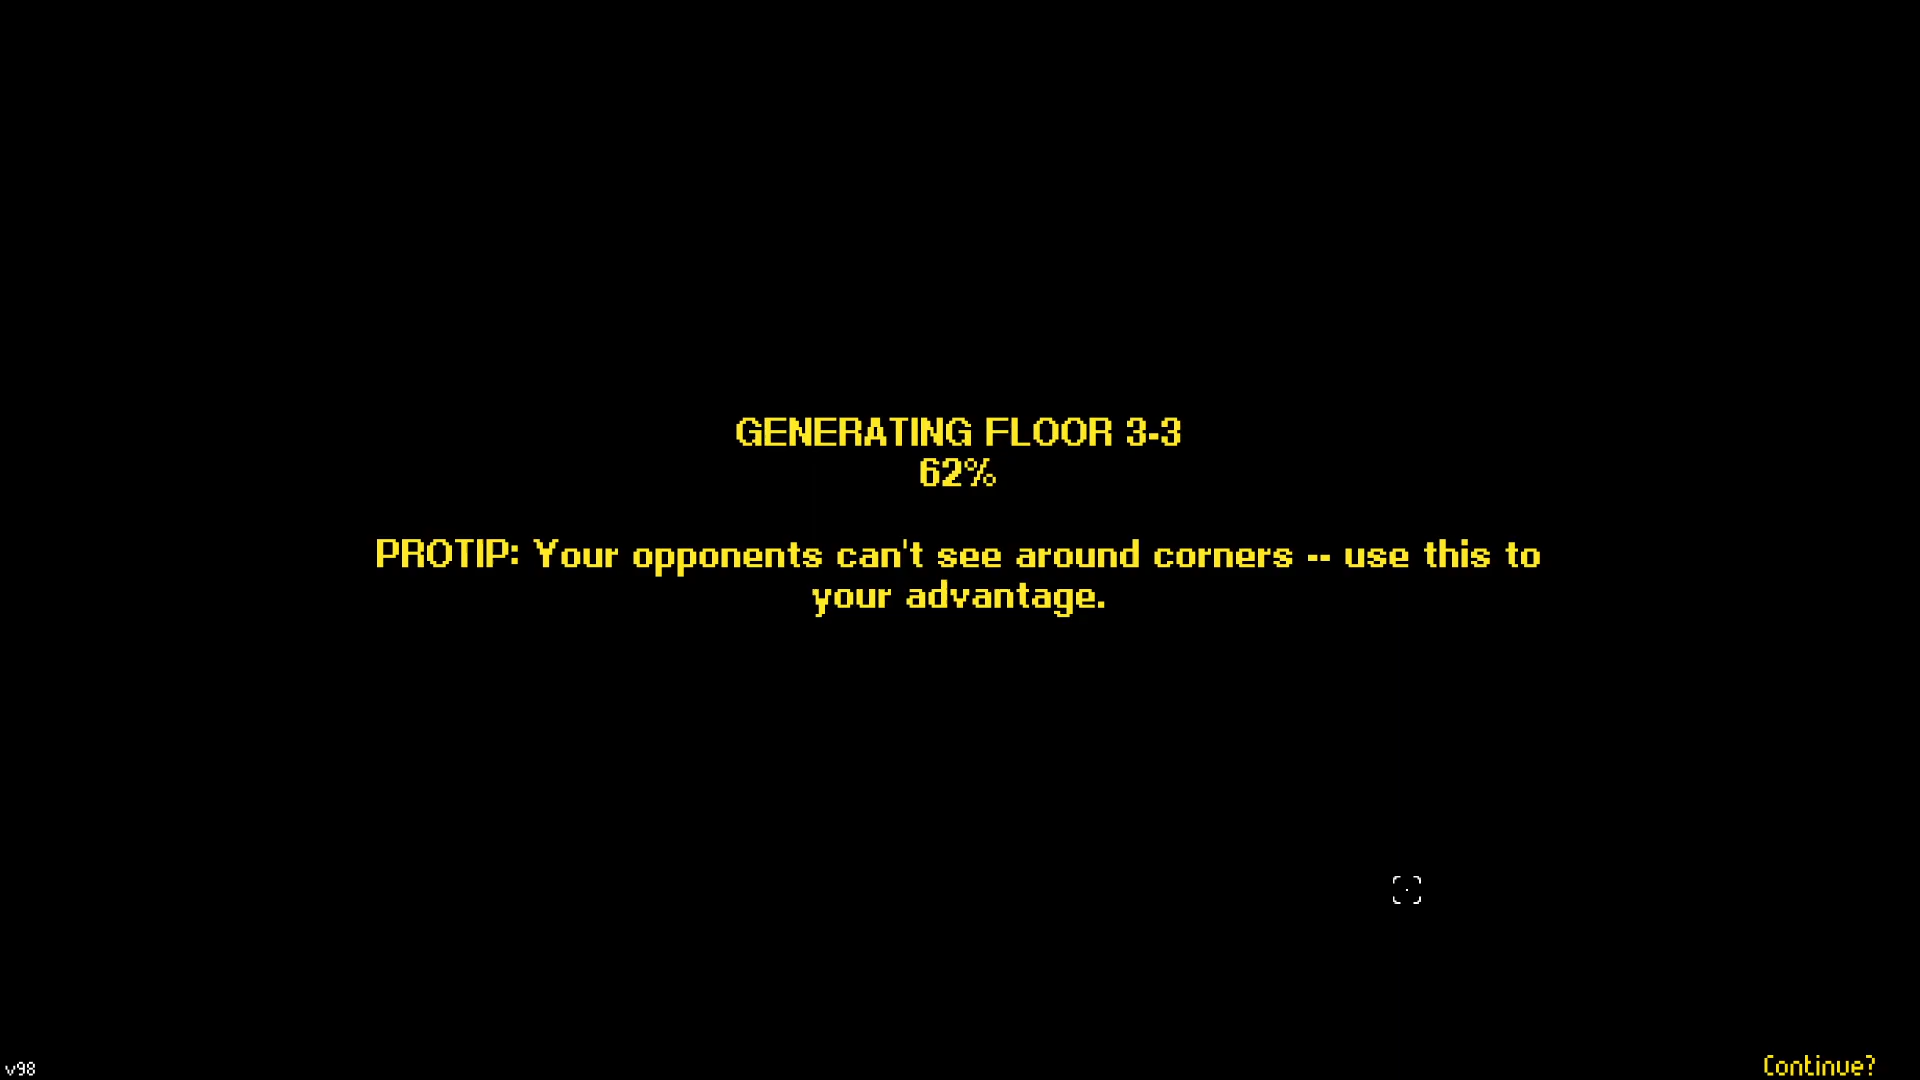 GENERATING FLOOR 3-3
62%
PROTIP: Your opponents can't see around corners -- use this to
your advantage.
v98
Continue?